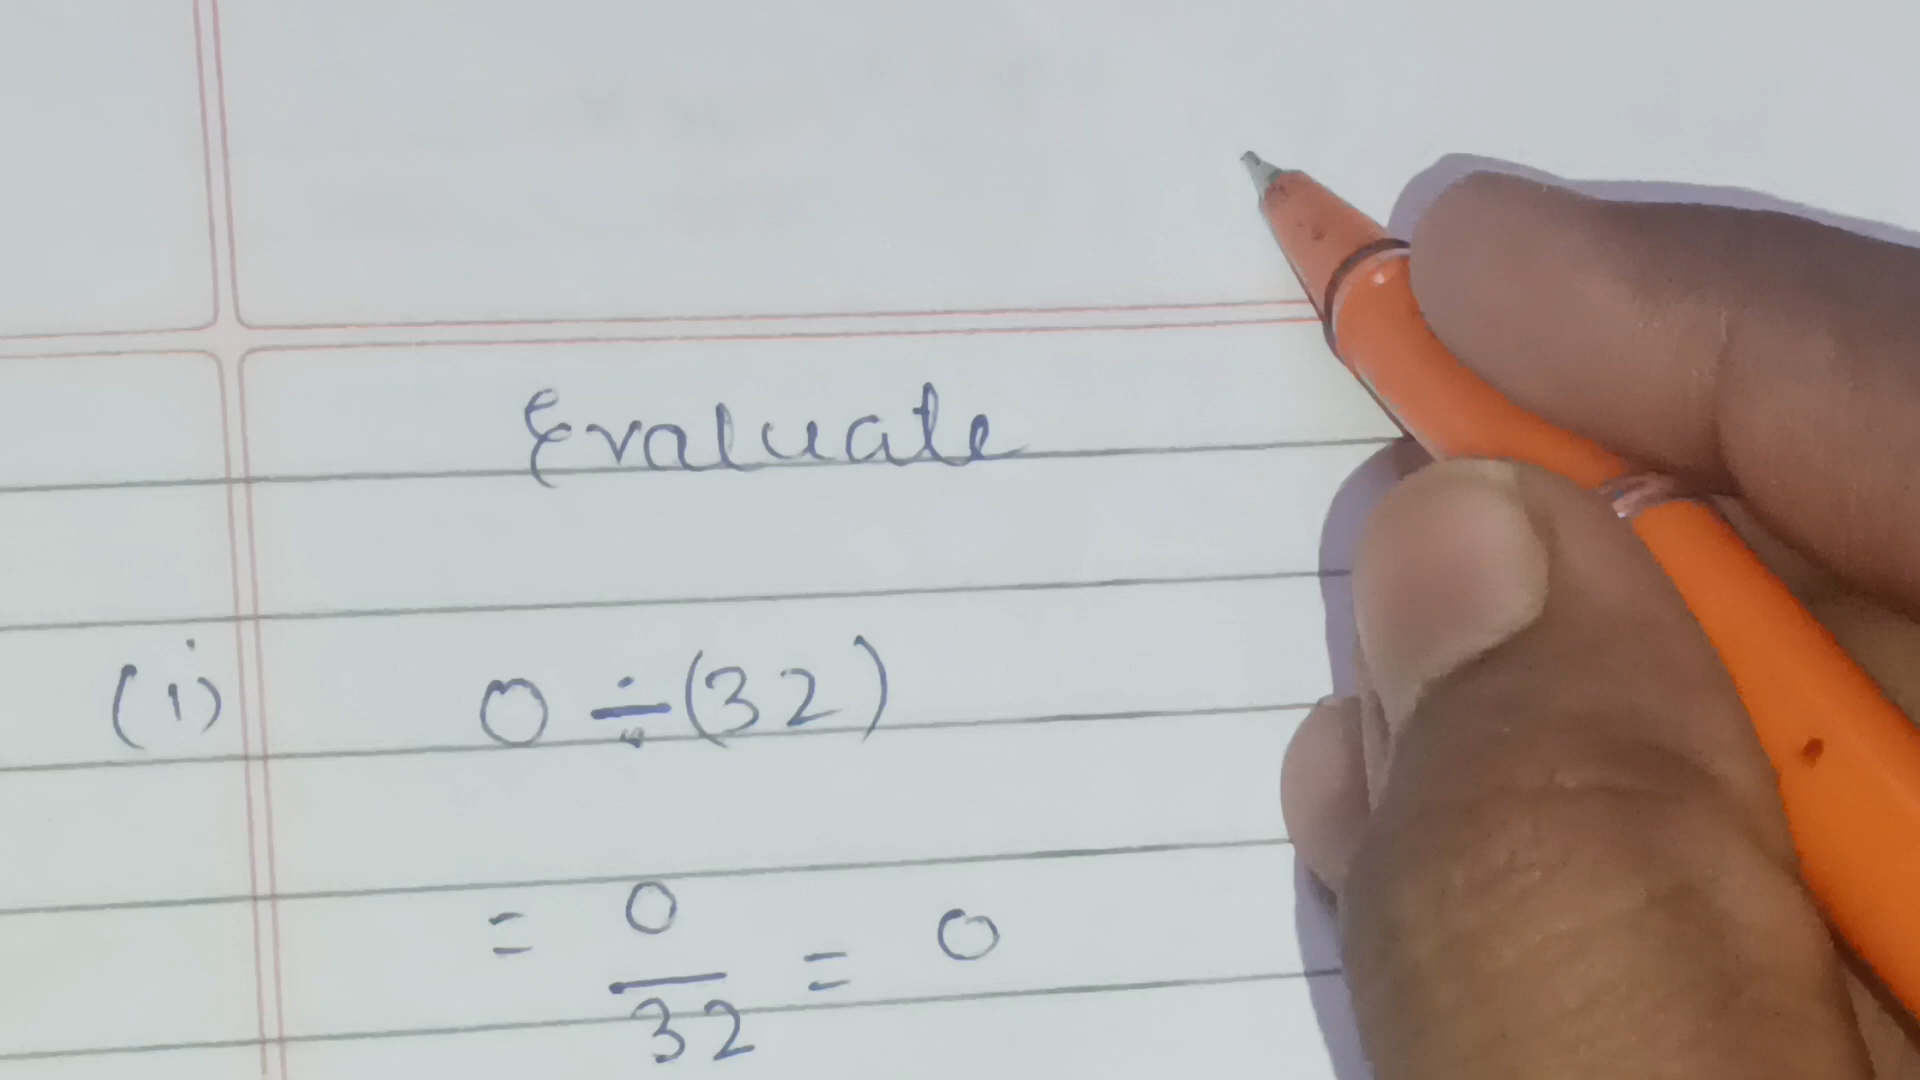 Evaluate
(i) 0 ÷ (32)
= 0/32 = 0